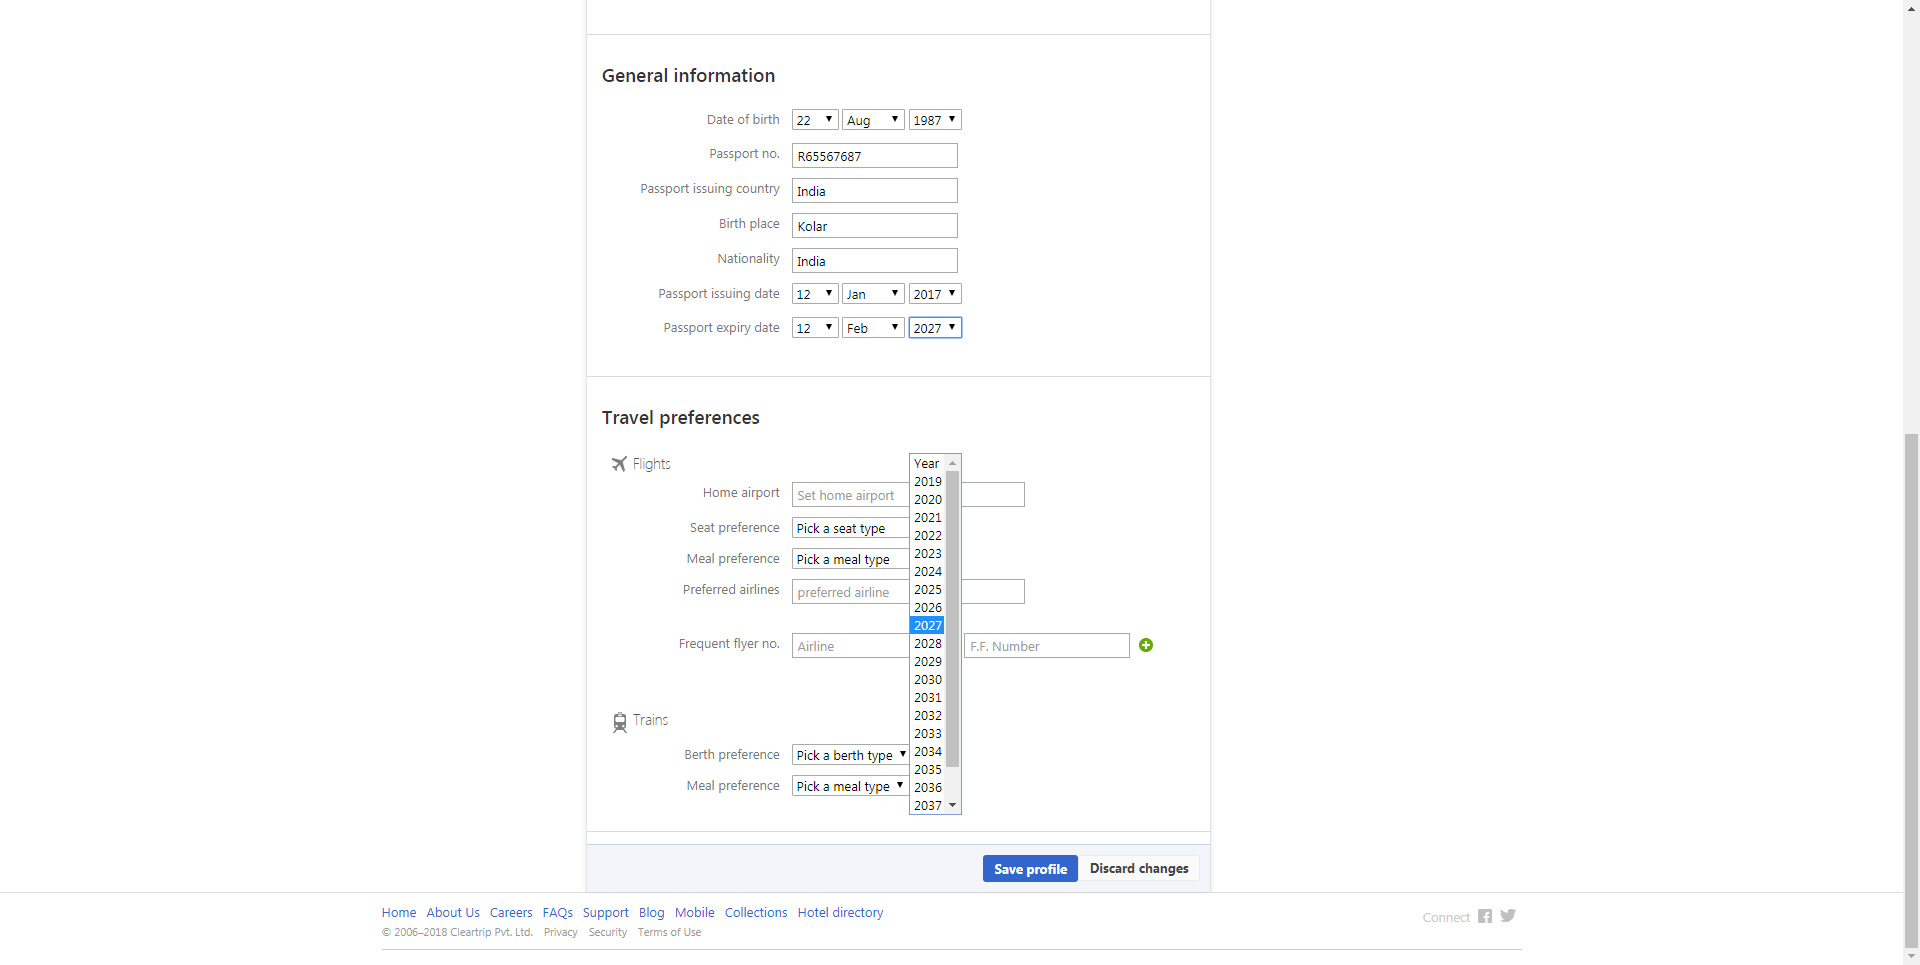 General information
Date of birth 22 Aug 1987
Passport no. R65567687
Passport issuing country India
Birth place Kolar
Nationality India
Passport issuing date 12 Jan 2017
Passport expiry date 12 Feb 2027
Travel preferences
Flights
Home airport Set home airport
Seat preference Pick a seat type
Meal preference Pick a meal type
Preferred airlines preferred airline
Frequent flyer no. Airline F.F. Number
Trains
Berth preference Pick a berth type
Meal preference Pick a meal type
Year
2019
2020
2021
2022
2023
2024
2025
2026
2027
2028
2029
2030
2031
2032
2033
2034
2035
2036
2037
Save profile Discard changes
Home About Us Careers FAQs Support Blog Mobile Collections Hotel directory
© 2006–2018 Cleartrip Pvt. Ltd. Privacy Security Terms of Use
Connect